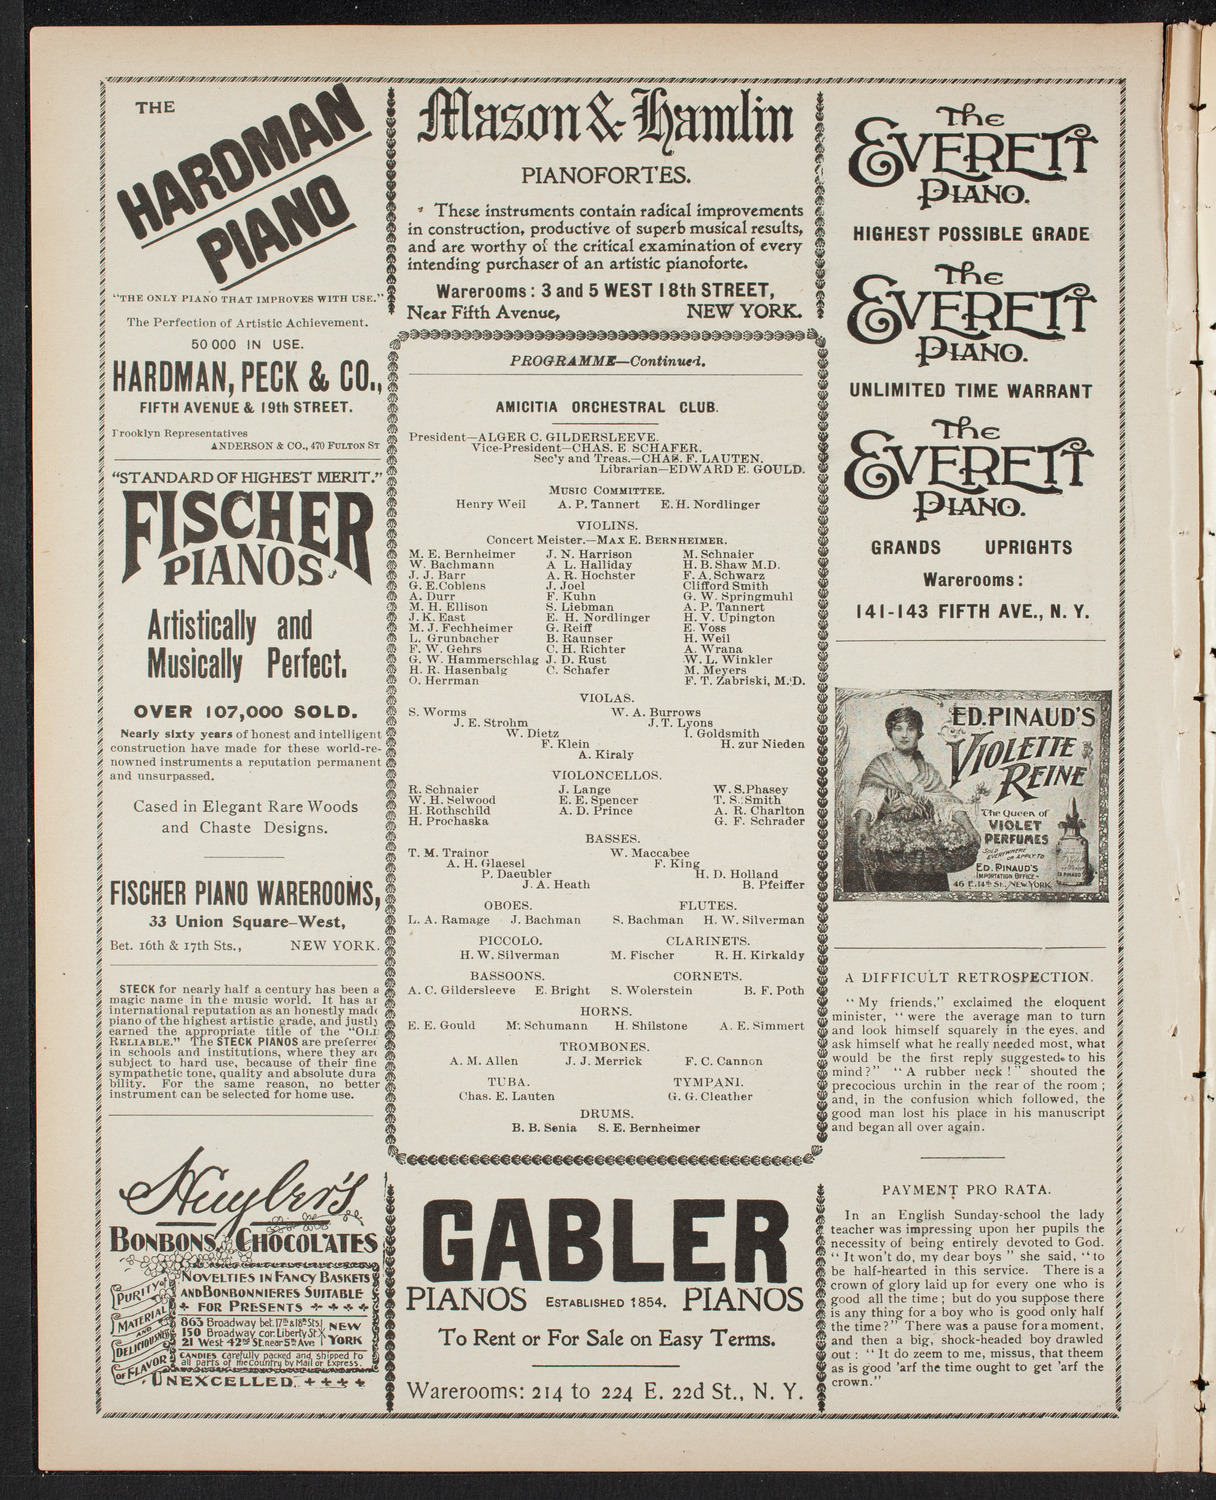 THE
HARDMAN
PIANO
"THE ONLY PIANO THAT IMPROVES WITH USE."
The Perfection of Artistic Achievement.
50000 IN USE.
HARDMAN, PECK & CO.,
FIFTH AVENUE & 19th STREET.
Brooklyn Representatives
ANDERSON & CO., 470 FULTON ST
"STANDARD OF HIGHEST MERIT."
FISCHER
PIANOS
Artistically and
Musically Perfect.
OVER 107,000 SOLD.
Nearly sixty years of honest and intelligent
construction have made for these world-re-
nowned instruments a reputation permanent
and unsurpassed.
Cased in Elegant Rare Woods
and Chaste Designs.
FISCHER PIANO WAREROOMS,
33 Union Square-West,
Bet. 16th & 17th Sts., NEW YORK.
STECK for nearly half a century has been a
magic name in the music world. It has an
international reputation as an honestly made
piano of the highest artistic grade, and justly
earned the appropriate title of the "OLD
RELIABLE." The STECK PIANOS are preferred
in schools and institutions, where they are
subject to hard use, because of their fine
sympathetic tone, quality and absolute dura
bility. For the same reason, no better
instrument can be selected for home use.
Huyler's
BONBONS, CHOCOLATES
NOVELTIES IN FANCY BASKETS
AND BONBONNIERES SUITABLE
FOR PRESENTS
863 Broadway bet. 17th & 18th Sts.
150 Broadway cor. Liberty St.
21 West 42nd St. near 5th Ave
NEW YORK
CANDIES carefully packed and shipped to
all parts of the country by Mail or Express.
PURITY of MATERIAL AND DELICIOUSNESS OF FLAVOR
UNEXCELLED.
Mason & Hamlin
PIANOFORTES.
These instruments contain radical improvements
in construction, productive of superb musical results,
and are worthy of the critical examination of every
intending purchaser of an artistic pianoforte.
Warerooms: 3 and 5 WEST 18th STREET,
Near Fifth Avenue, NEW YORK.
PROGRAMME—Continued.
AMICITIA ORCHESTRAL CLUB.
President—ALGER C. GILDERSLEEVE.
Vice-President—CHAS. E. SCHAFER.
Sec'y and Treas.—CHAS. F. LAUTEN.
Librarian—EDWARD E. GOULD.
MUSIC COMMITTEE.
Henry Weil A. P. Tannert E. H. Nordlinger
VIOLINS.
Concert Meister.—MAX E. BERNHEIMER.
M. E. Bernheimer J. N. Harrison M. Schnaier
W. Bachmann A L. Halliday H. B. Shaw M.D.
J. J. Barr A. R. Hochster F. A. Schwarz
G. E. Coblens J. Joel Clifford Smith
A. Durr F. Kuhn G. W. Springmuhl
M. H. Ellison S. Liebman A. P. Tannert
J. K. East E. H. Nordlinger H. V. Upington
M. J. Fechheimer G. Reiff E. Voss
L. Grunbacher B. Raunser H. Weil
F. W. Gehrs C. H. Richter A. Wrana
G. W. Hammerschlag J. D. Rust W. L. Winkler
H. R. Hasenbalg C. Schafer M. Meyers
O. Herrman F. T. Zabriski, M.D.
VIOLAS.
S. Worms W. A. Burrows
J. E. Strohm J. T. Lyons
W. Dietz I. Goldsmith
F. Klein H. zur Nieden
A. Kiraly
VIOLONCELLOS.
R. Schnaier J. Lange W. S. Phasey
W. H. Selwood E. E. Spencer T. S. Smith
H. Rothschild A. D. Prince A. R. Charlton
H. Prochaska G. F. Schrader
BASSES.
T. M. Trainor W. Maccabee
A. H. Glaesel F. King
P. Daeubler H. D. Holland
J. A. Heath B. Pfeiffer
OBOES. FLUTES.
L. A. Ramage J. Bachman S. Bachman H. W. Silverman
PICCOLO. CLARINETS.
H. W. Silverman M. Fischer R. H. Kirkaldy
BASSOONS. CORNETS.
A. C. Gildersleeve E. Bright S. Wolerstein B. F. Poth
HORNS.
E. E. Gould M. Schumann H. Shilstone A. E. Simmert
TROMBONES.
A. M. Allen J. J. Merrick F. C. Cannon
TUBA. TYMPANI.
Chas. E. Lauten G. G. Cleather
DRUMS.
B. B. Senia S. E. Bernheimer
GABLER
PIANOS ESTABLISHED 1854. PIANOS
To Rent or For Sale on Easy Terms.
Warerooms: 214 to 224 E. 22d St., N. Y.
The
EVERETT
PIANO.
HIGHEST POSSIBLE GRADE
The
EVERETT
PIANO.
UNLIMITED TIME WARRANT
The
EVERETT
PIANO.
GRANDS UPRIGHTS
Warerooms:
141-143 FIFTH AVE., N. Y.
ED. PINAUD'S
VIOLETTE
REINE
The Queen of
VIOLET
PERFUMES
SOLD EVERYWHERE
OR APPLY TO
ED. PINAUD'S
IMPORTATION OFFICE
46 E. 14th ST., NEW YORK
A DIFFICULT RETROSPECTION.
"My friends," exclaimed the eloquent
minister, "were the average man to turn
and look himself squarely in the eyes, and
ask himself what he really needed most, what
would be the first reply suggested to his
mind?" "A rubber neck!" shouted the
precocious urchin in the rear of the room;
and, in the confusion which followed, the
good man lost his place in his manuscript
and began all over again.
PAYMENT PRO RATA.
In an English Sunday-school the lady
teacher was impressing upon her pupils the
necessity of being entirely devoted to God.
"It won't do, my dear boys" she said, "to
be half-hearted in this service. There is a
crown of glory laid up for every one who is
good all the time; but do you suppose there
is any thing for a boy who is good only half
the time?" There was a pause for a moment,
and then a big, shock-headed boy drawled
out: "It do zeem to me, missus, that theem
as is good 'arf the time ought to get 'arf the
crown."